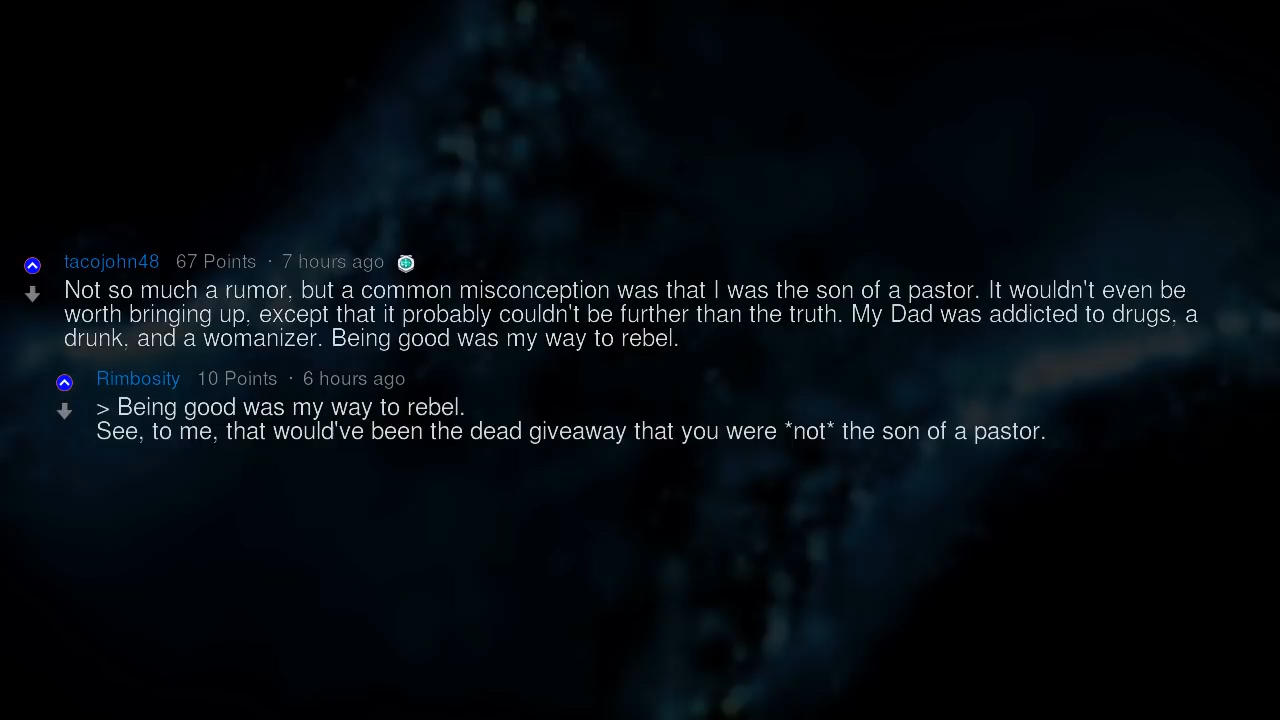 tacojohn48 67 Points · 7 hours ago
Not so much a rumor, but a common misconception was that I was the son of a pastor. It wouldn't even be
worth bringing up, except that it probably couldn't be further than the truth. My Dad was addicted to drugs, a
drunk, and a womanizer. Being good was my way to rebel.
Rimbosity 10 Points · 6 hours ago
> Being good was my way to rebel.
See, to me, that would've been the dead giveaway that you were *not* the son of a pastor.